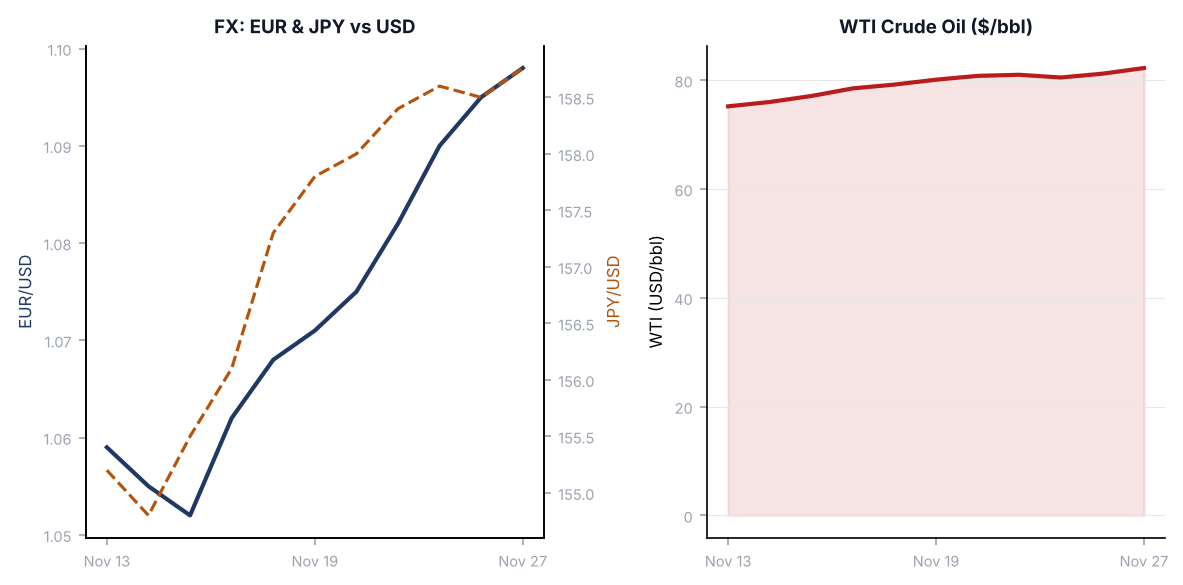 FX: EUR & JPY vs USD
1.10
1.09
1.08
1.07
1.06
1.05
EUR/USD
158.5
158.0
157.5
157.0
156.5
156.0
155.5
155.0
JPY/USD
Nov 13
Nov 19
Nov 27
WTI Crude Oil ($/bbl)
80
60
40
20
0
WTI (USD/bbl)
Nov 13
Nov 19
Nov 27